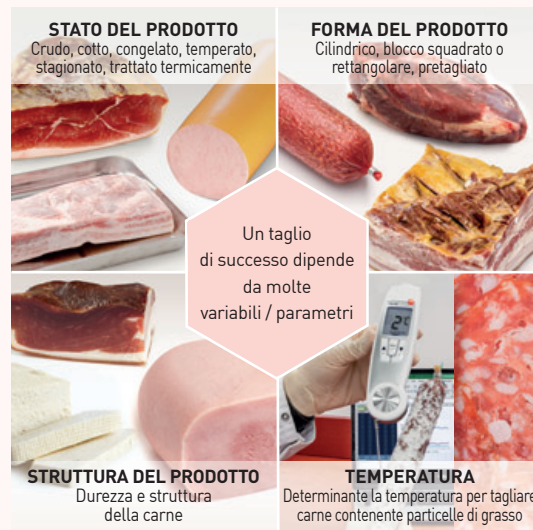 STATO DEL PRODOTTO
Crudo, cotto, congelato, temperato,
stagionato, trattato termicamente
FORMA DEL PRODOTTO
Cilindrico, blocco squadrato o
rettangolare, pretagliato
Un taglio
di successo dipende
da molte
variabili / parametri
2°C
STRUTTURA DEL PRODOTTO
Durezza e struttura
della carne
TEMPERATURA
Determinante la temperatura per tagliare
carne contenente particelle di grasso